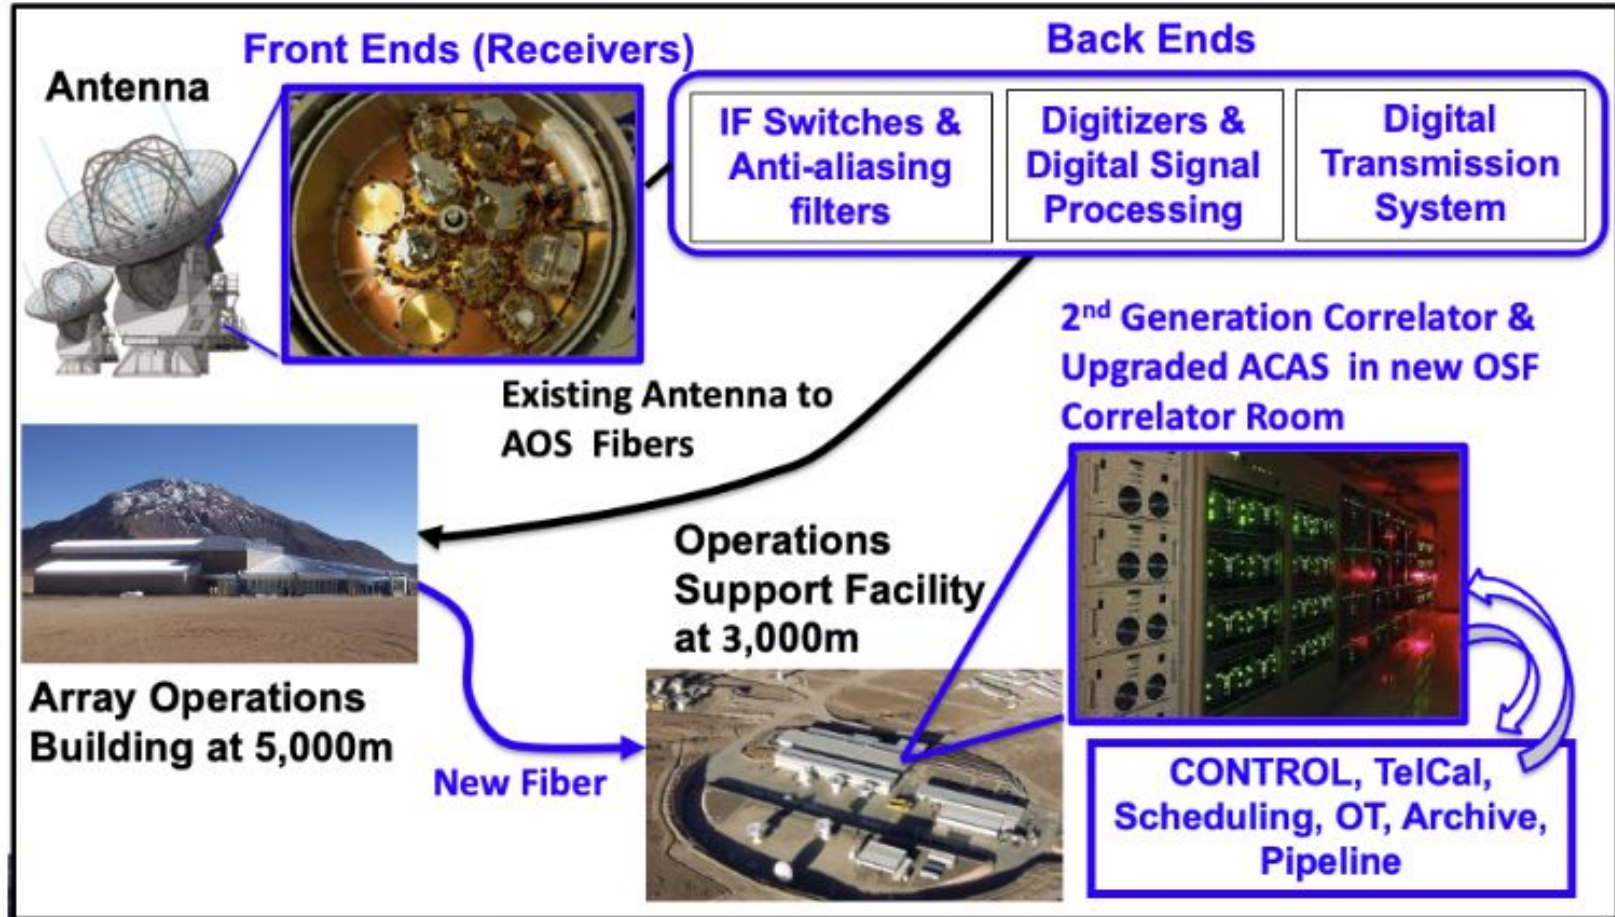 Antenna
Front Ends (Receivers)
Back Ends
IF Switches &
Anti-aliasing
filters
Digitizers &
Digital Signal
Processing
Digital
Transmission
System
Existing Antenna to
AOS Fibers
2nd Generation Correlator &
Upgraded ACAS in new OSF
Correlator Room
Array Operations
Building at 5,000m
New Fiber
Operations
Support Facility
at 3,000m
CONTROL, TelCal,
Scheduling, OT, Archive,
Pipeline